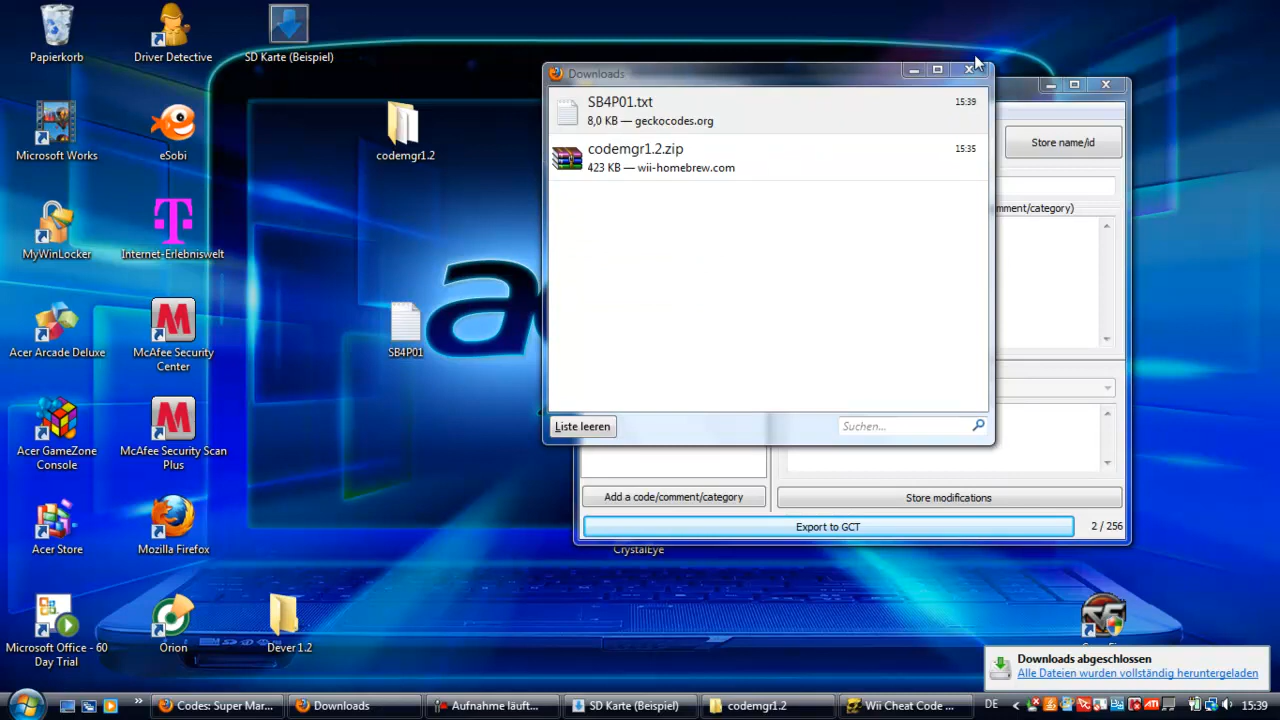 Papierkorb
Driver Detective
SD Karte (Beispiel)
Microsoft Works
eSobi
codemgr1.2
MyWinLocker
Internet-Erlebniswelt
Acer Arcade Deluxe
McAfee Security
Center
SB4P01
Acer GameZone
Console
McAfee Security Scan
Plus
Acer Store
Mozilla Firefox
Microsoft Office - 60
Day Trial
Orion
Dever 1.2
Downloads
SB4P01.txt
15:39
8,0 KB — geckocodes.org
codemgr1.2.zip
15:35
423 KB — wii-homebrew.com
Liste leeren
Suchen...
Store name/id
mment/category)
Add a code/comment/category
Store modifications
Export to GCT
2 / 256
CrystalEye
Downloads abgeschlossen
Alle Dateien wurden vollständig heruntergeladen
Codes: Super Mar...
Downloads
Aufnahme läuft...
SD Karte (Beispiel)
codemgr1.2
Wii Cheat Code ...
DE
15:39